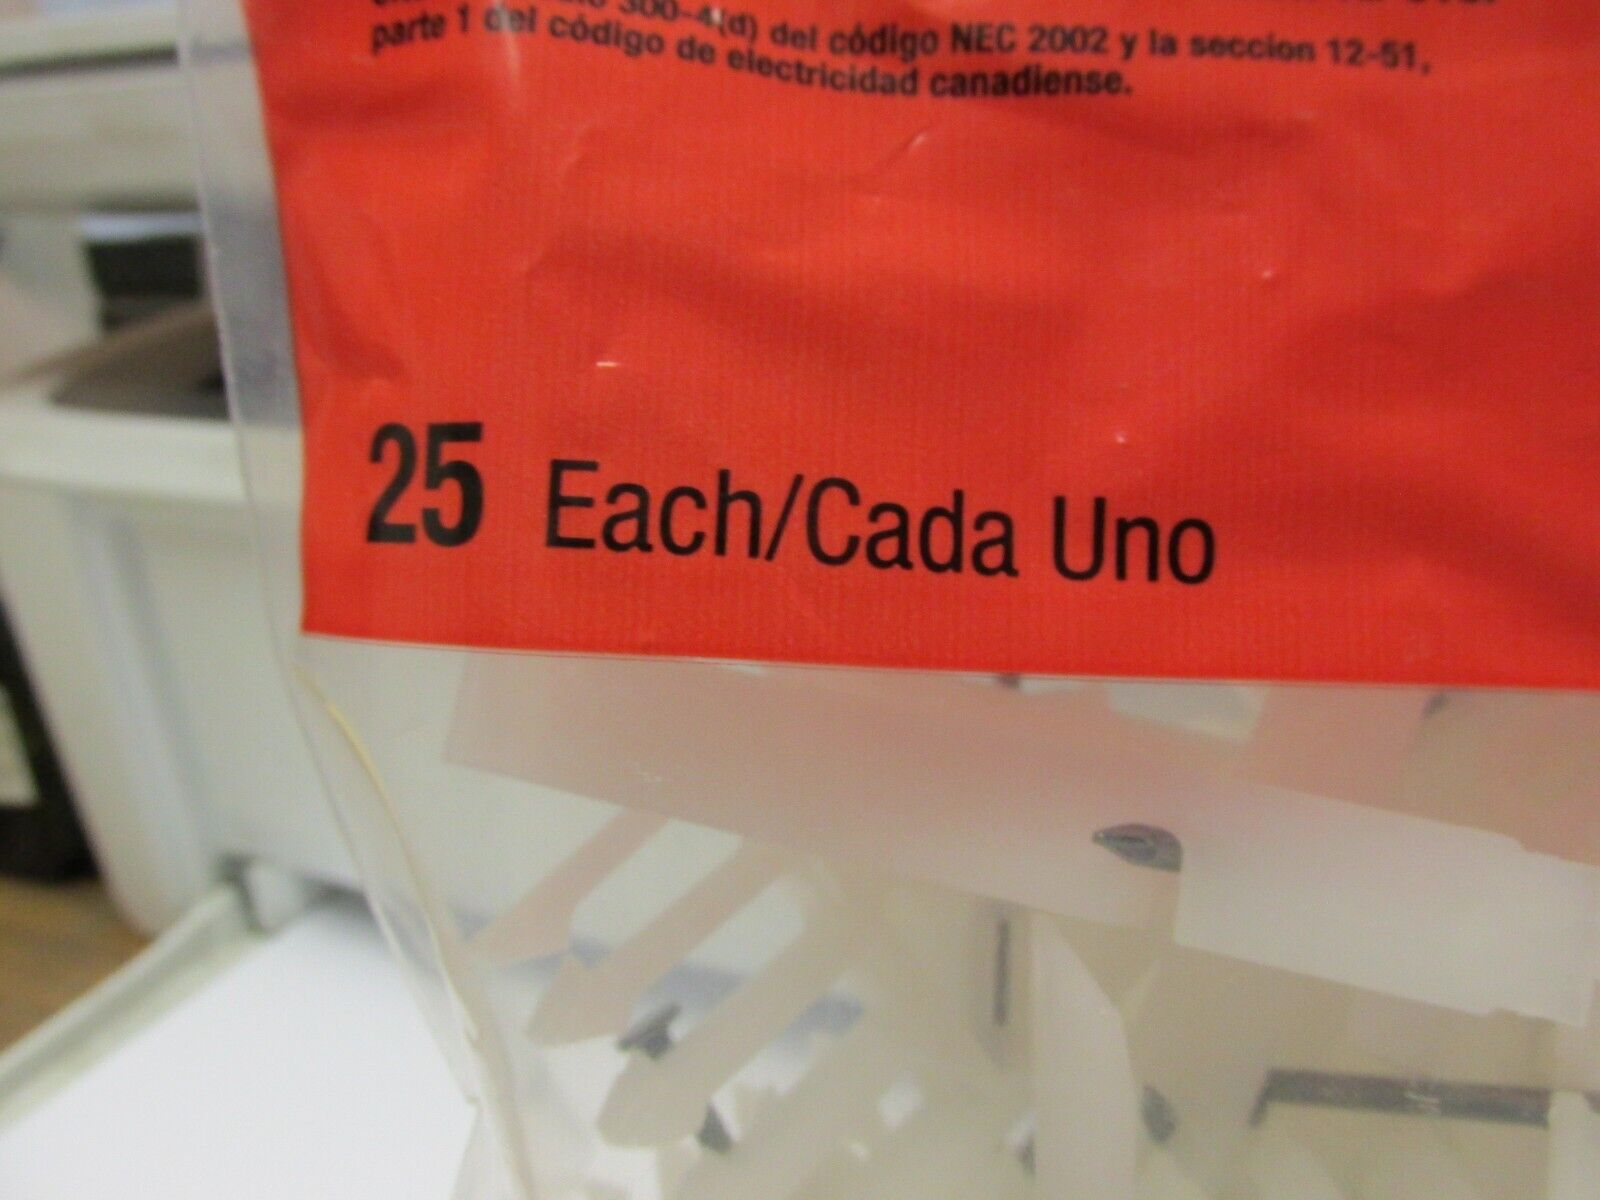 300-4(d) del código NEC 2002 y la seccion 12-51,
parte 1 del código de electricidad canadiense.
25 Each/Cada Uno